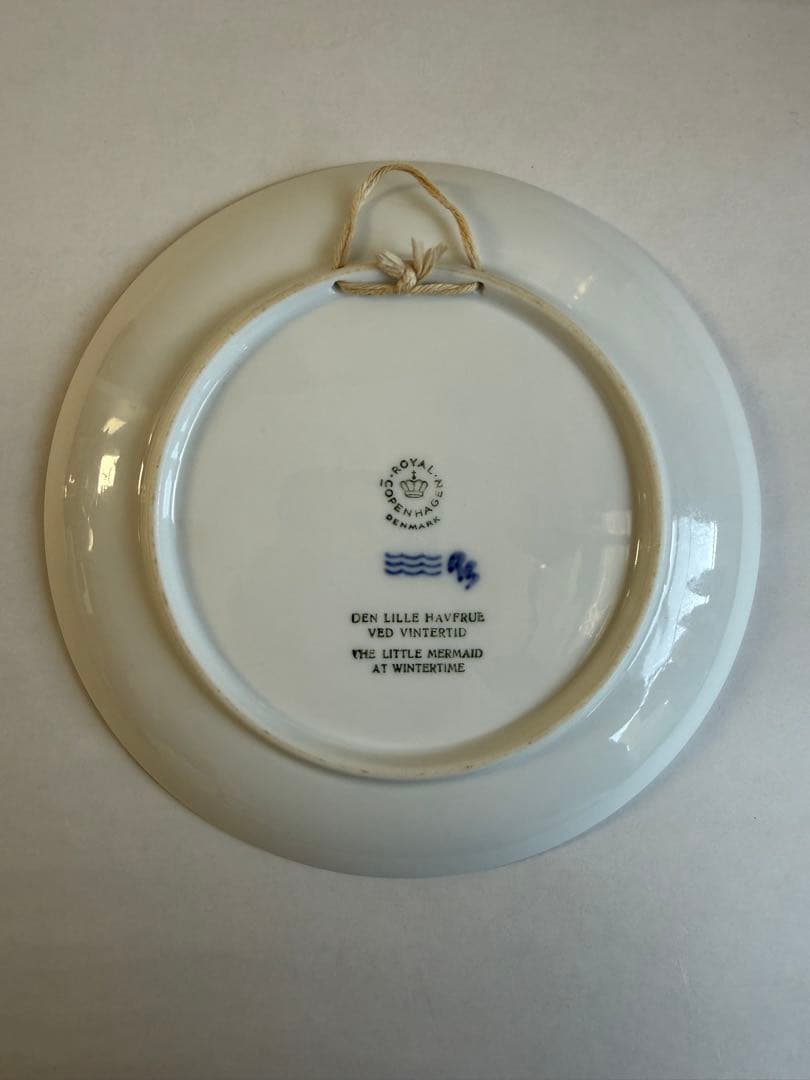 ROYAL
COPENHAGEN
DENMARK
DEN LILLE HAVFRUE
VED VINTERTID
THE LITTLE MERMAID
AT WINTERTIME